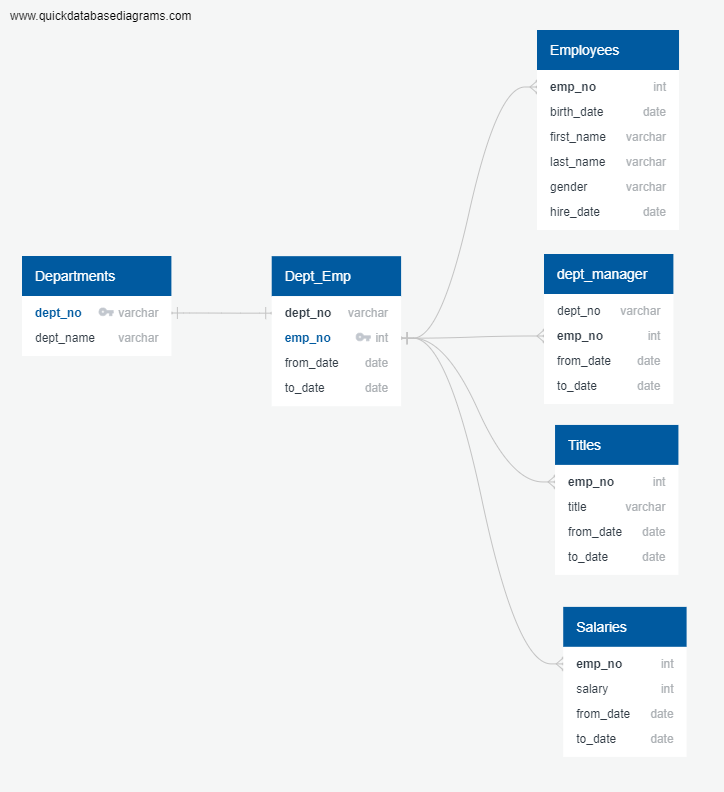 www.quickdatabasediagrams.com
Departments
dept_no varchar
dept_name varchar
Dept_Emp
dept_no varchar
emp_no int
from_date date
to_date date
Employees
emp_no int
birth_date date
first_name varchar
last_name varchar
gender varchar
hire_date date
dept_manager
dept_no varchar
emp_no int
from_date date
to_date date
Titles
emp_no int
title varchar
from_date date
to_date date
Salaries
emp_no int
salary int
from_date date
to_date date